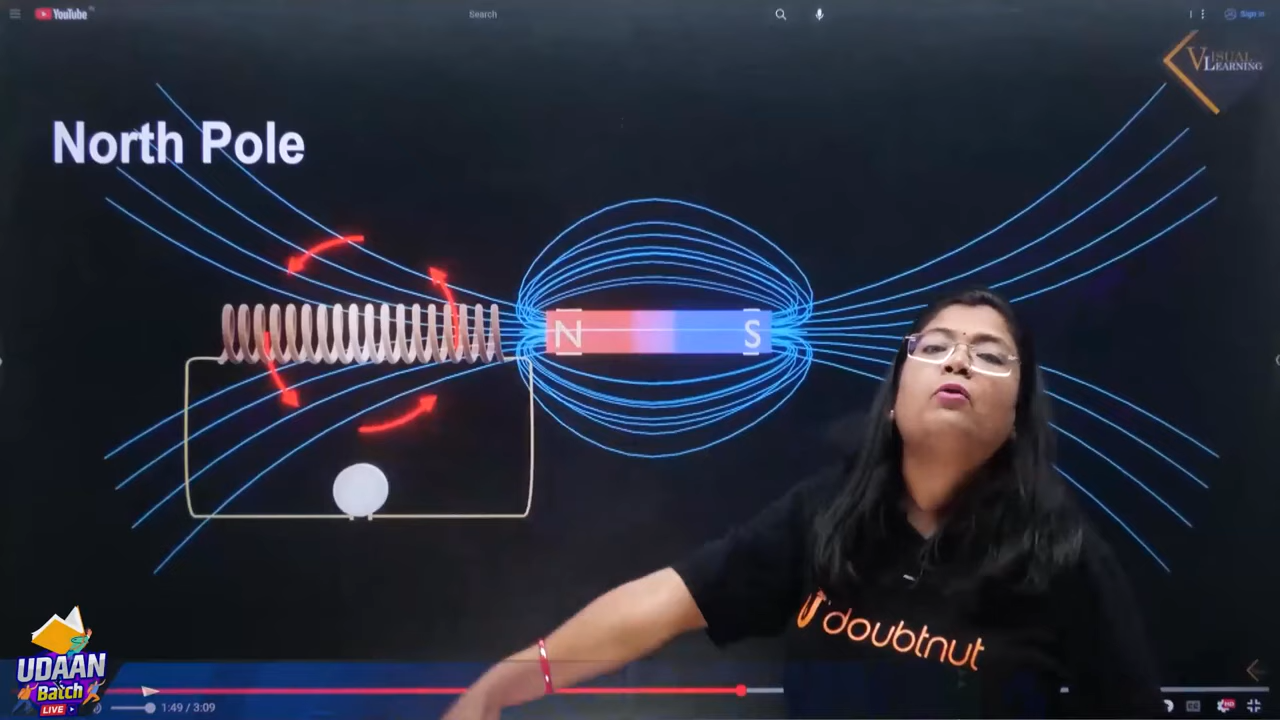 YouTube
Search
Sign in
VISUAL
LEARNING
North Pole
N
S
doubtnut
UDAAN
Batch
LIVE
1:49 / 3:09